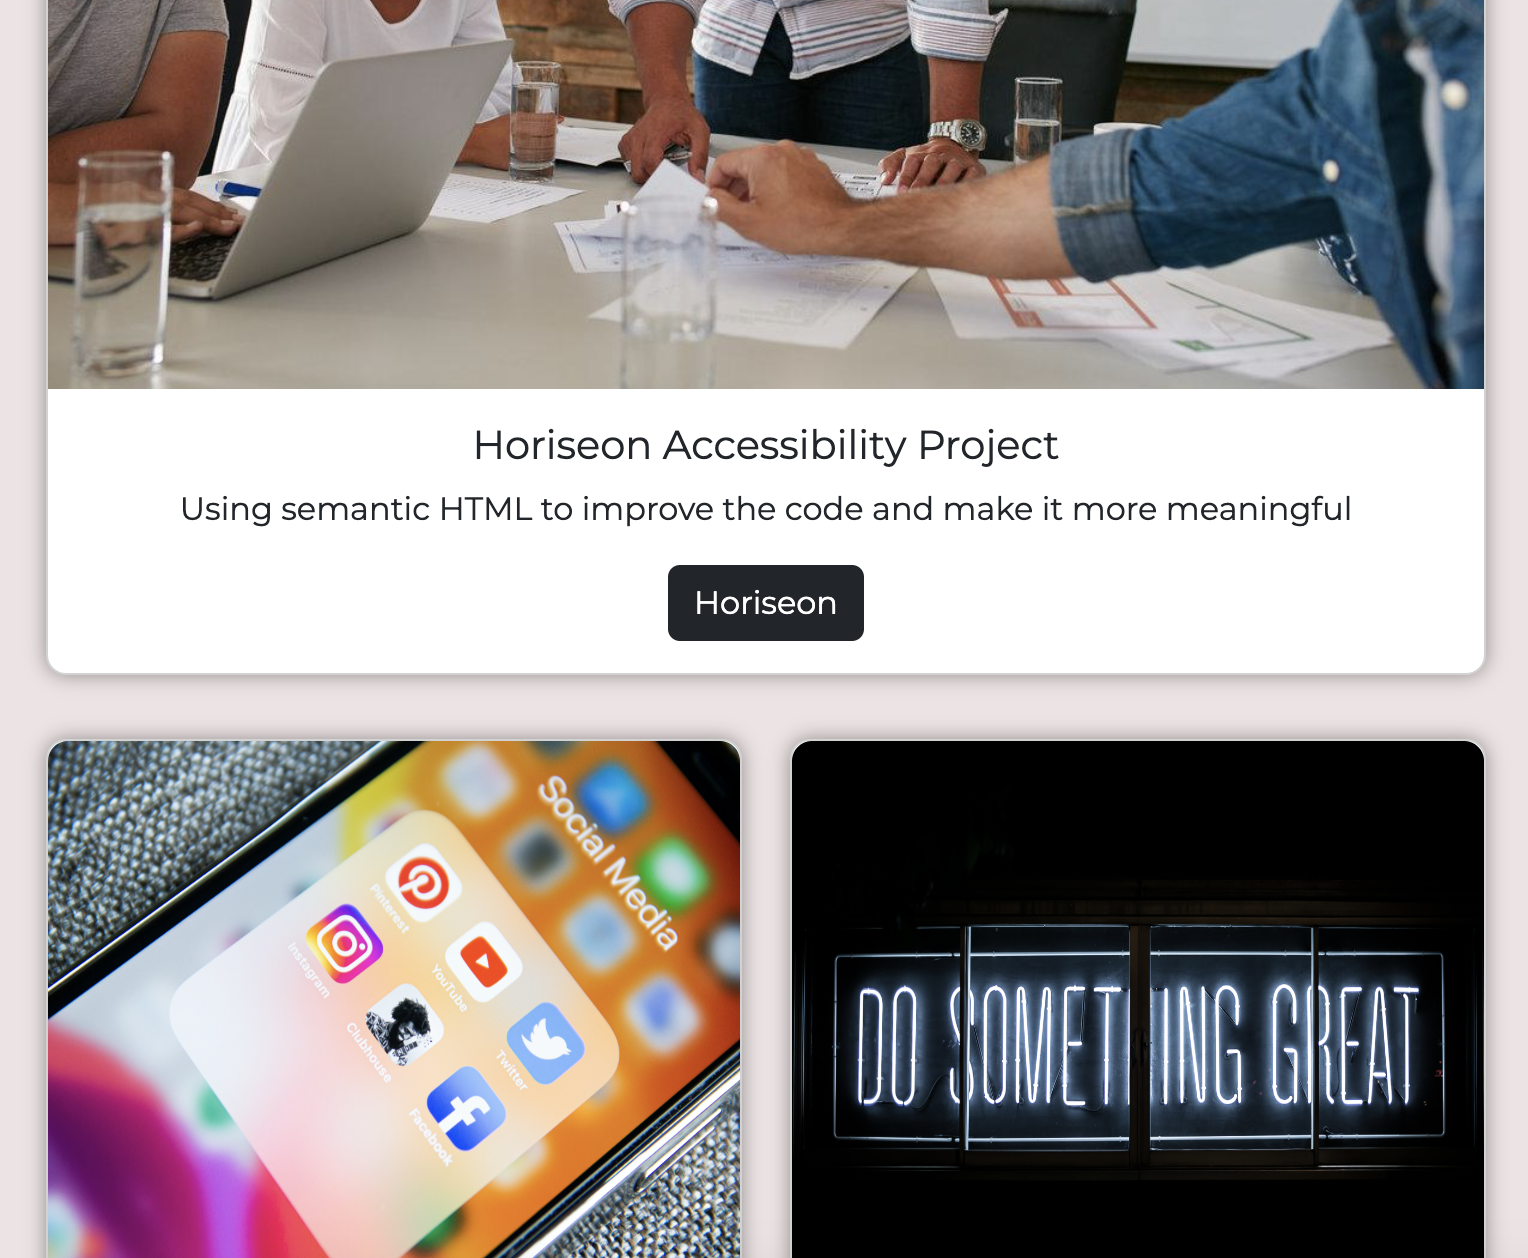 Horiseon Accessibility Project
Using semantic HTML to improve the code and make it more meaningful
Horiseon
Social Media
Pinterest
YouTube
Twitter
Instagram
Clubhouse
Facebook
DO SOMETHING GREAT